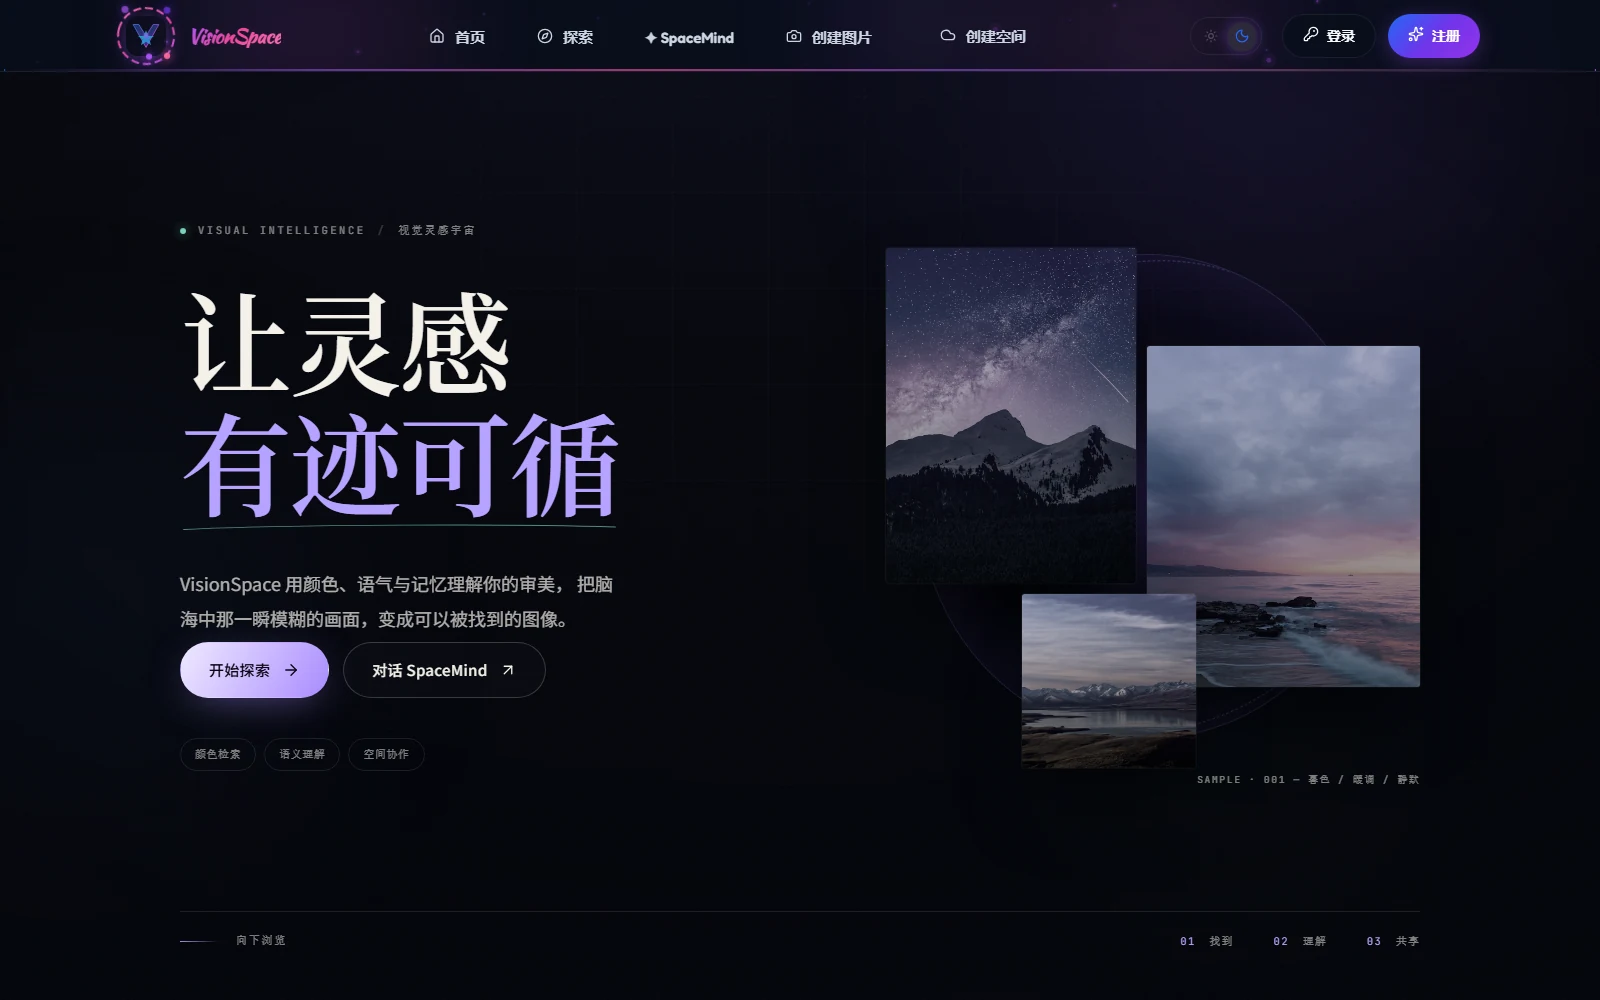 VisionSpace
首页
探索
SpaceMind
创建图片
创建空间
登录
注册
VISUAL INTELLIGENCE / 视觉灵感宇宙
让灵感
有迹可循
VisionSpace 用颜色、语气与记忆理解你的审美， 把脑
海中那一瞬模糊的画面，变成可以被找到的图像。
开始探索
对话 SpaceMind
颜色检索
语义理解
空间协作
SAMPLE · 001 — 暮色 / 暖调 / 静默
向下浏览
01 找到
02 理解
03 共享